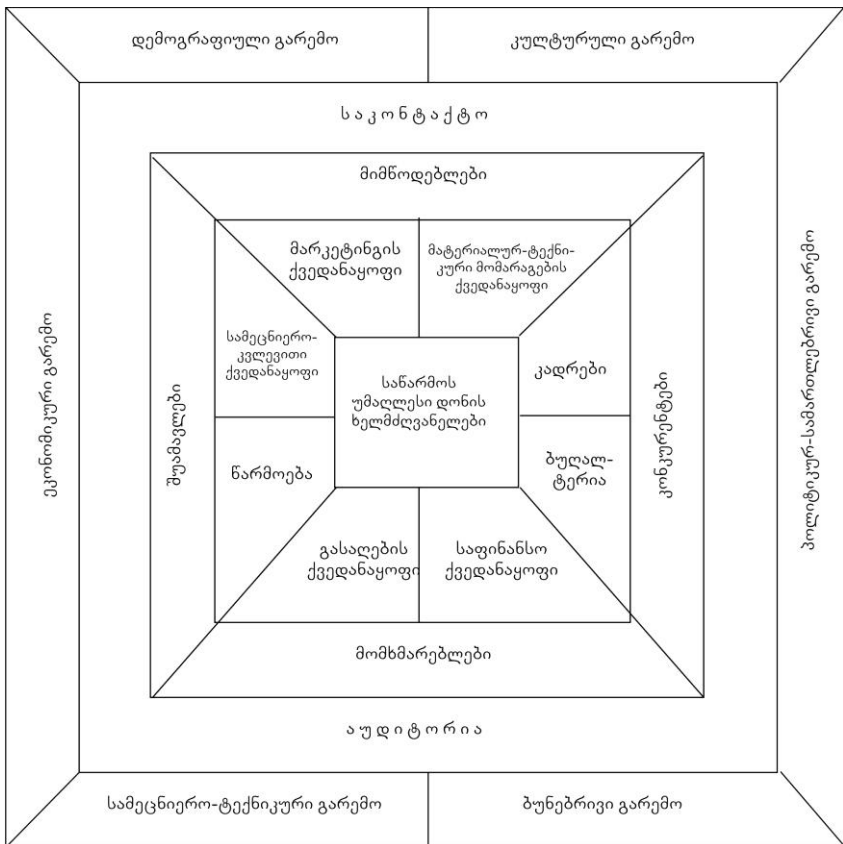 დემოგრაფიული გარემო
კულტურული გარემო
ს ა კ ო ნ ტ ა ქ ტ ო
მიმწოდებლები
მარკეტინგის
ქვედანაყოფი
მატერიალურ-ტექნი-
კური მომარაგების
ქვედანაყოფი
ეკონომიკური გარემო
შუამავლები
სამეცნიერო-
კვლევითი
ქვედანაყოფი
საწარმოს
უმაღლესი დონის
ხელმძღვანელები
კადრები
კონკურენტები
პოლიტიკურ-სამართლებრივი გარემო
წარმოება
ბუღალ-
ტერია
გასაღების
ქვედანაყოფი
საფინანსო
ქვედანაყოფი
მომხმარებლები
ა უ დ ი ტ ო რ ი ა
სამეცნიერო-ტექნიკური გარემო
ბუნებრივი გარემო